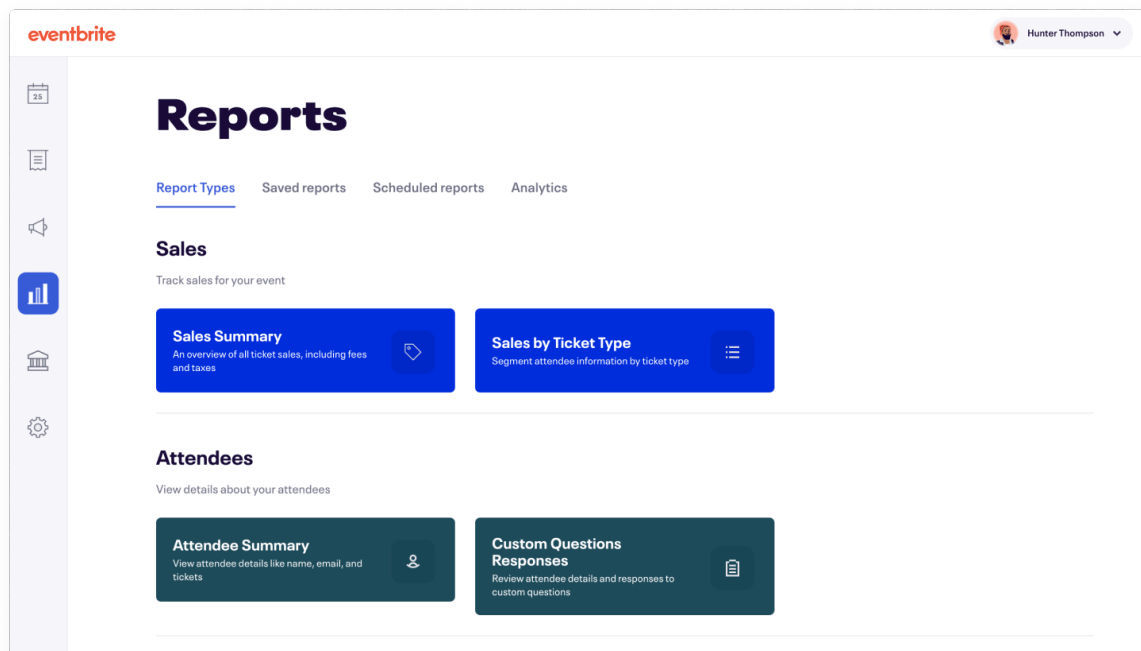 eventbrite
Hunter Thompson
25
Reports
Report Types
Saved reports
Scheduled reports
Analytics
Sales
Track sales for your event
Sales Summary
An overview of all ticket sales, including fees
and taxes
Sales by Ticket Type
Segment attendee information by ticket type
Attendees
View details about your attendees
Attendee Summary
View attendee details like name, email, and
tickets
Custom Questions
Responses
Review attendee details and responses to
custom questions